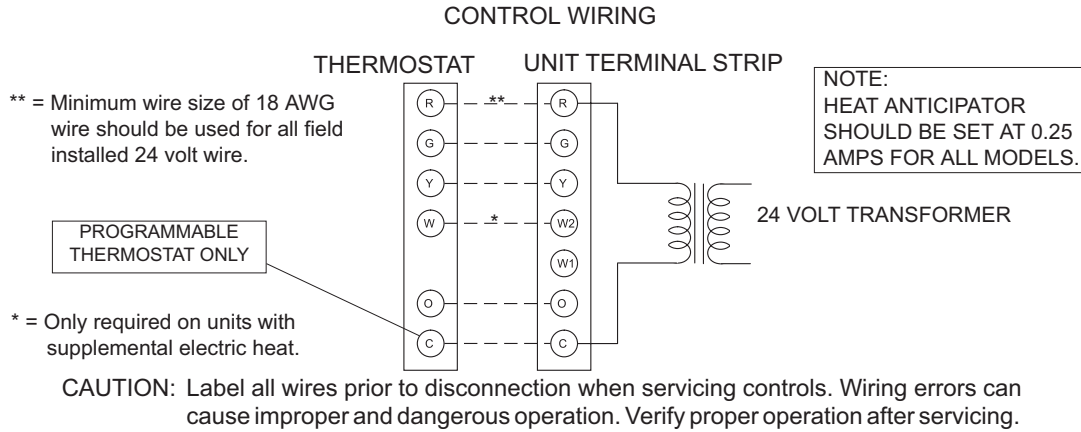 CONTROL WIRING
THERMOSTAT
UNIT TERMINAL STRIP
** = Minimum wire size of 18 AWG
wire should be used for all field
installed 24 volt wire.
NOTE:
HEAT ANTICIPATOR
SHOULD BE SET AT 0.25
AMPS FOR ALL MODELS.
R ** R
G G
Y Y
W * W2
W1
O O
C C
24 VOLT TRANSFORMER
PROGRAMMABLE
THERMOSTAT ONLY
* = Only required on units with
supplemental electric heat.
CAUTION: Label all wires prior to disconnection when servicing controls. Wiring errors can
cause improper and dangerous operation. Verify proper operation after servicing.